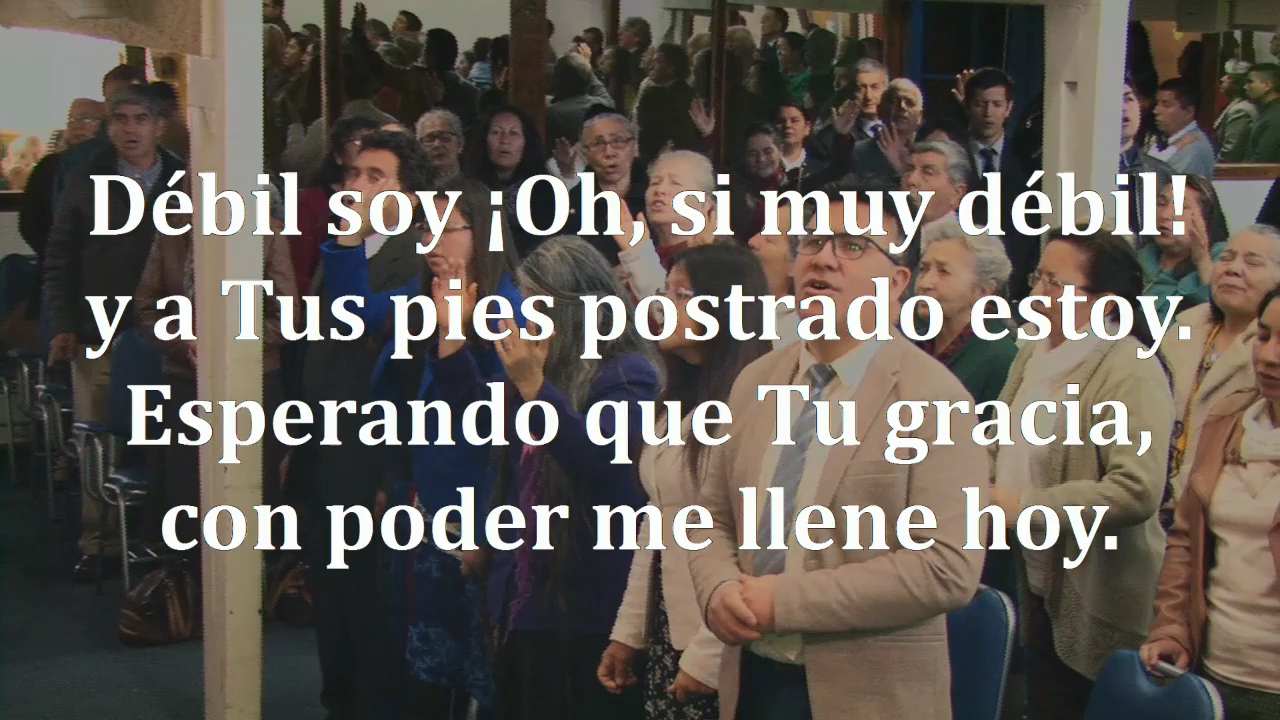 Débil soy ¡Oh, si muy débil!
y a Tus pies postrado estoy.
Esperando que Tu gracia,
con poder me llene hoy.